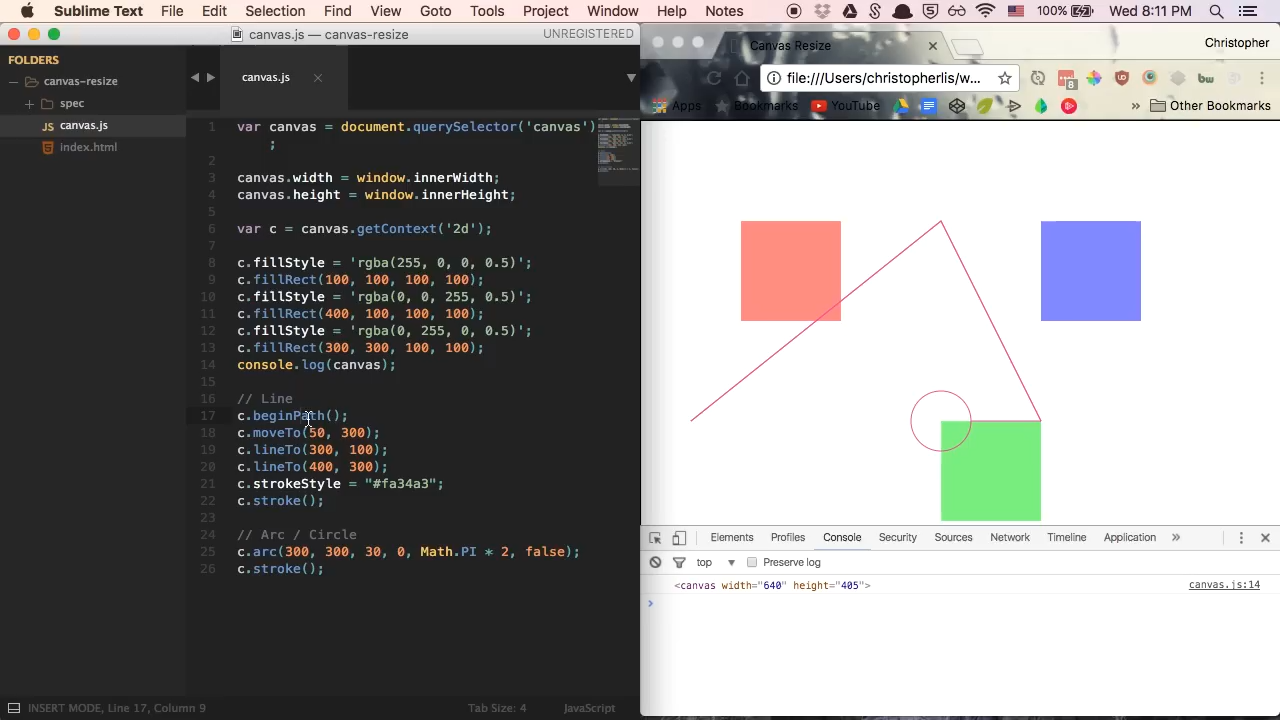 Sublime Text File Edit Selection Find View Goto Tools Project Window Help Notes 100% Wed 8:11 PM
canvas.js — canvas-resize UNREGISTERED
FOLDERS
canvas-resize
spec
canvas.js
index.html
canvas.js
1 var canvas = document.querySelector('canvas')
;
2
3 canvas.width = window.innerWidth;
4 canvas.height = window.innerHeight;
5
6 var c = canvas.getContext('2d');
7
8 c.fillStyle = 'rgba(255, 0, 0, 0.5)';
9 c.fillRect(100, 100, 100, 100);
10 c.fillStyle = 'rgba(0, 0, 255, 0.5)';
11 c.fillRect(400, 100, 100, 100);
12 c.fillStyle = 'rgba(0, 255, 0, 0.5)';
13 c.fillRect(300, 300, 100, 100);
14 console.log(canvas);
15
16 // Line
17 c.beginPath();
18 c.moveTo(50, 300);
19 c.lineTo(300, 100);
20 c.lineTo(400, 300);
21 c.strokeStyle = "#fa34a3";
22 c.stroke();
23
24 // Arc / Circle
25 c.arc(300, 300, 30, 0, Math.PI * 2, false);
26 c.stroke();
INSERT MODE, Line 17, Column 9 Tab Size: 4 JavaScript
Canvas Resize Christopher
file:///Users/christopherlis/w... 8 bw
Apps Bookmarks YouTube » Other Bookmarks
Elements Profiles Console Security Sources Network Timeline Application »
top Preserve log
<canvas width="640" height="405"> canvas.js:14